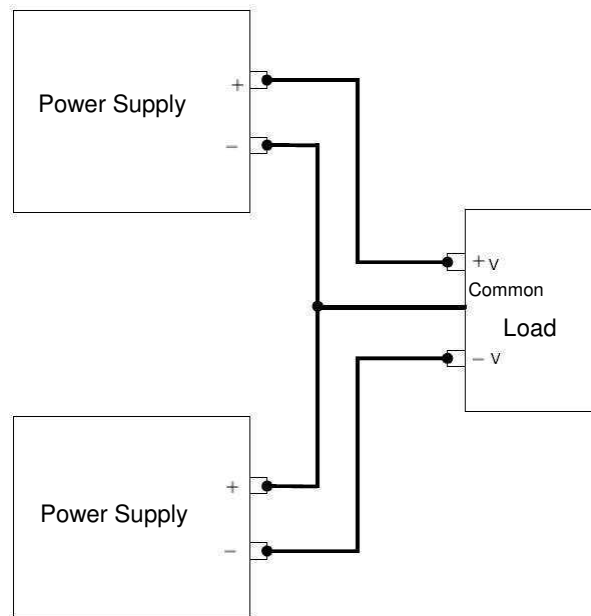 +
Power Supply
−
+ V
Common
Load
− V
+
Power Supply
−